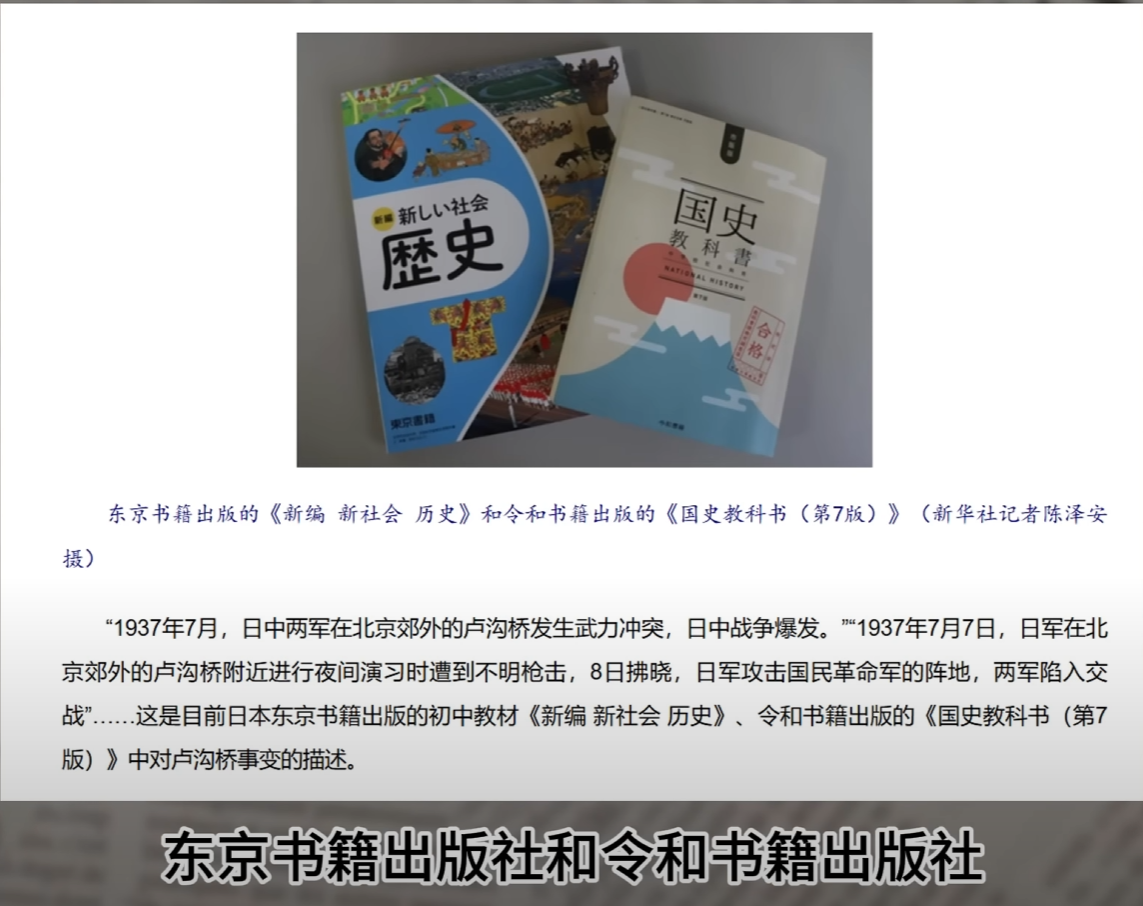 新編 新しい社会
歴史
東京書籍
市販版
国史
教科書
NATIONAL HISTORY
第7版
合格
令和書籍
东京书籍出版的《新编 新社会 历史》和令和书籍出版的《国史教科书（第7版）》（新华社记者陈泽安
摄）
“1937年7月，日中两军在北京郊外的卢沟桥发生武力冲突，日中战争爆发。”“1937年7月7日，日军在北
京郊外的卢沟桥附近进行夜间演习时遭到不明枪击，8日拂晓，日军攻击国民革命军的阵地，两军陷入交
战”……这是目前日本东京书籍出版的初中教材《新编 新社会 历史》、令和书籍出版的《国史教科书（第7
版）》中对卢沟桥事变的描述。
东京书籍出版社和令和书籍出版社